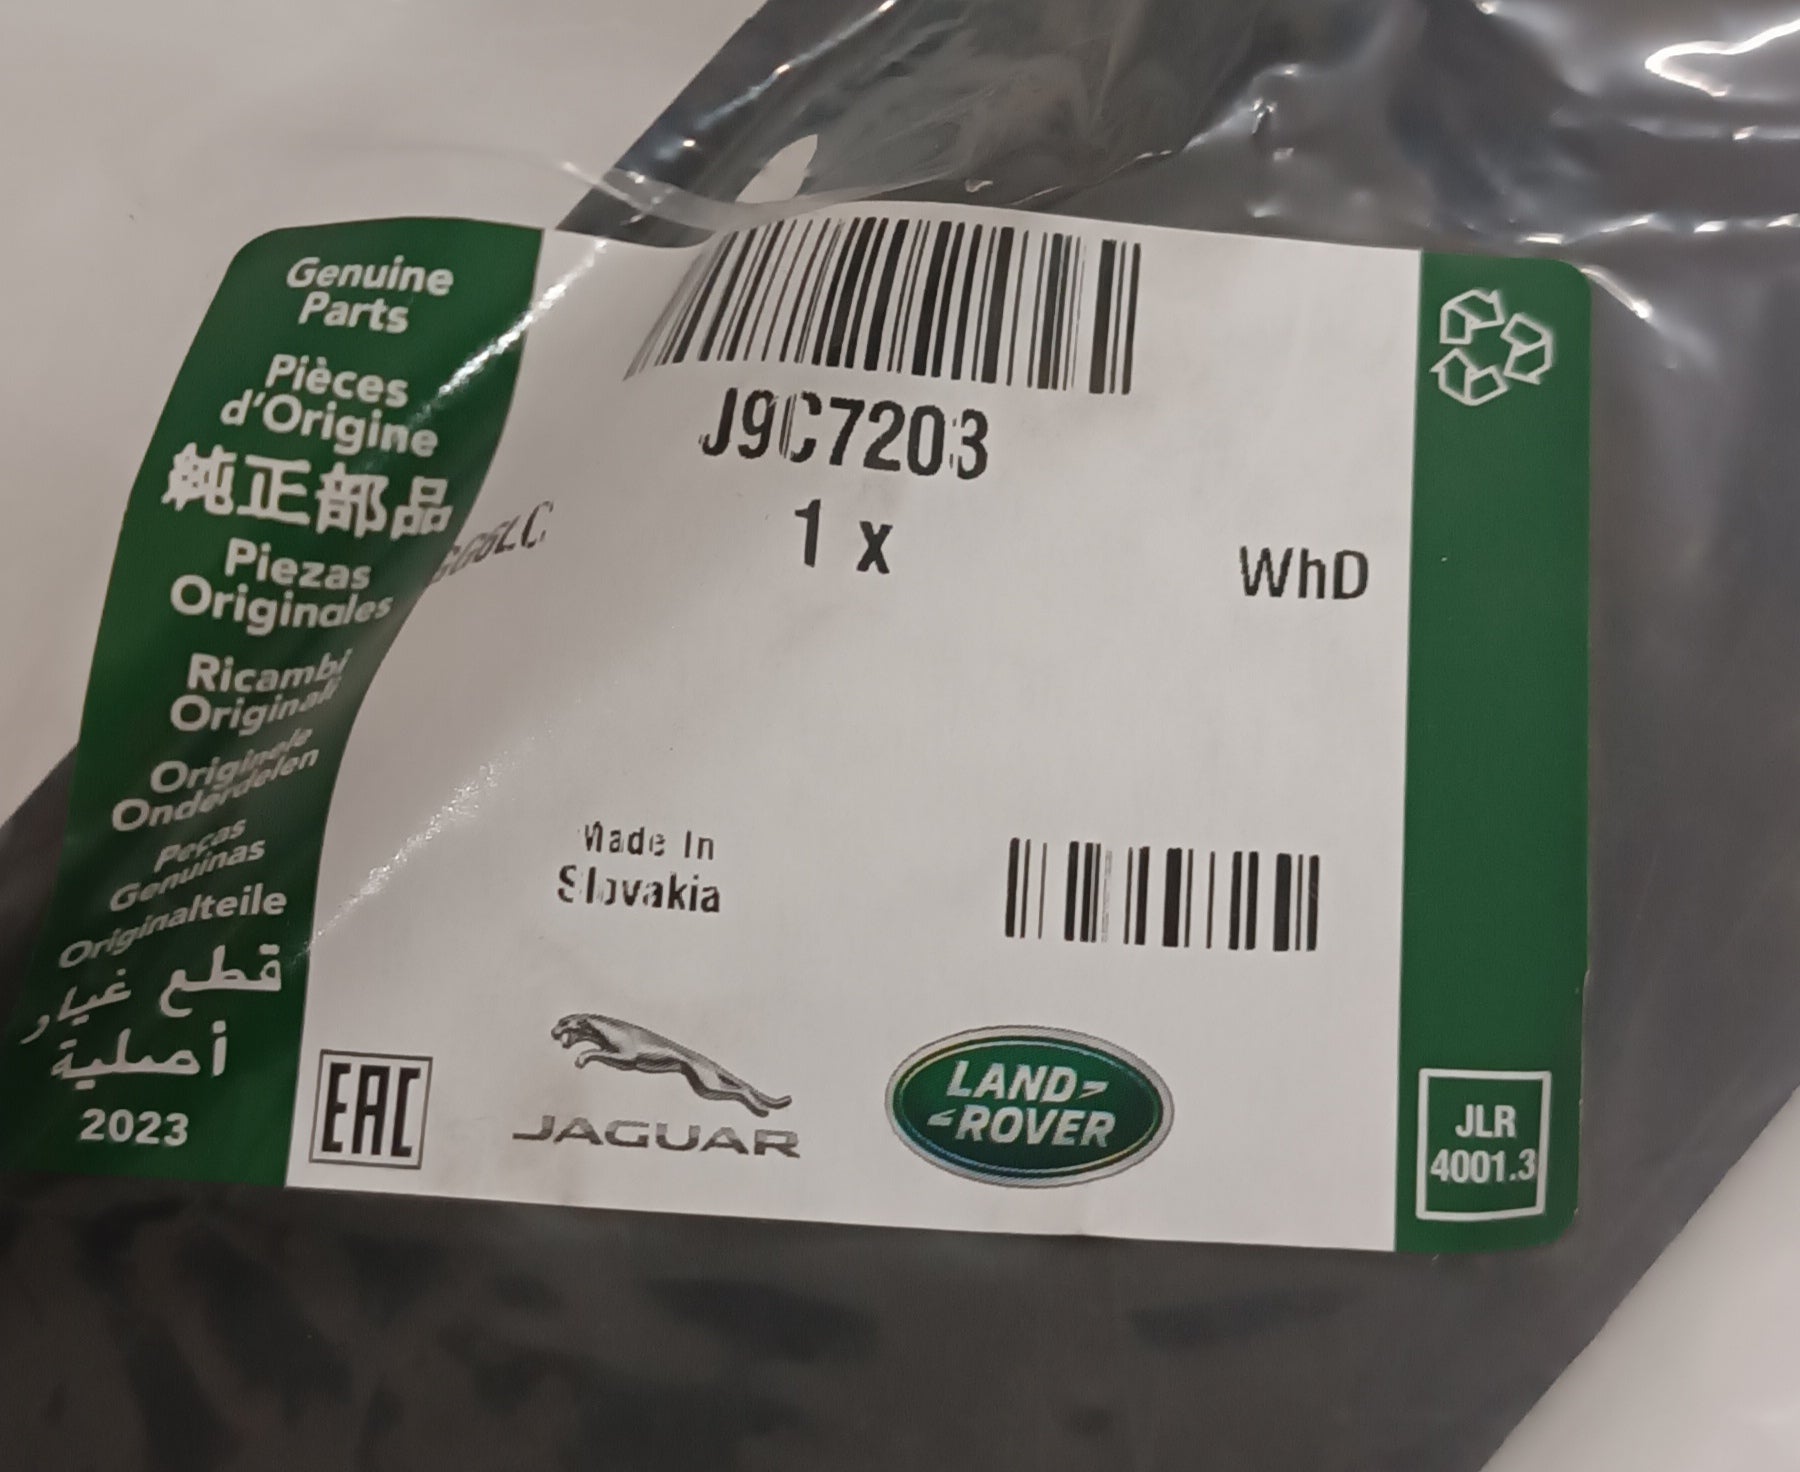 Genuine
Parts
Pièces
d'Origine
純正部品
Piezas
Originales
Ricambi
Originali
Originele
Onderdelen
Peças
Genuínas
Originalteile
قطع غيار
أصلية
2023
J9C7203
1 x
WhD
Made In
Slovakia
EAC
JAGUAR
LAND
ROVER
JLR
4001.3